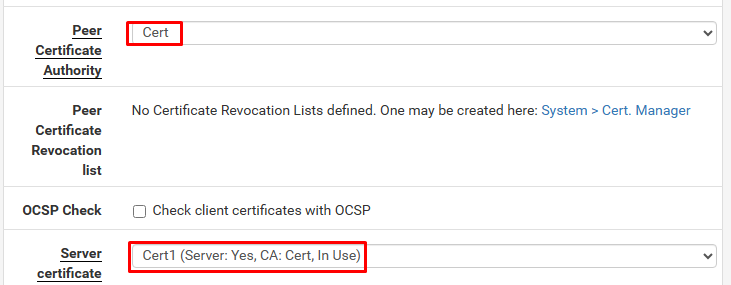 Peer
Certificate
Authority
Cert
Peer
Certificate
Revocation
list
No Certificate Revocation Lists defined. One may be created here: System > Cert. Manager
OCSP Check
Check client certificates with OCSP
Server
certificate
Cert1 (Server: Yes, CA: Cert, In Use)